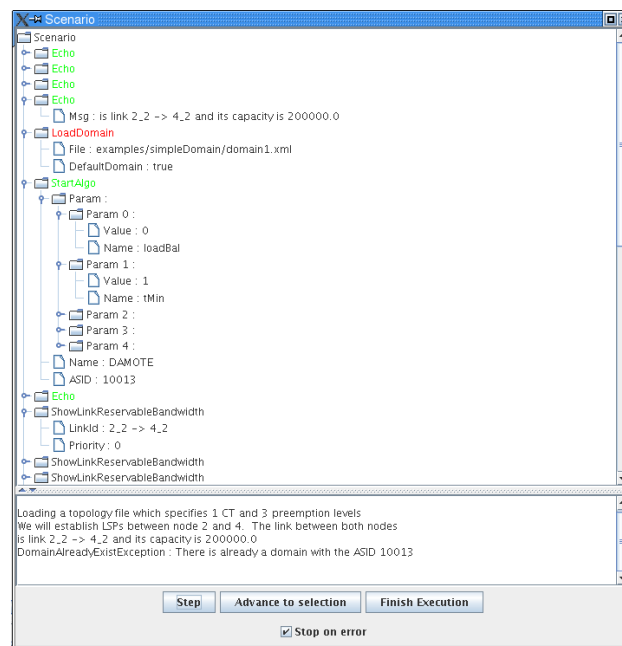 Scenario
Scenario
Echo
Echo
Echo
Echo
Msg : is link 2_2 -> 4_2 and its capacity is 200000.0
LoadDomain
File : examples/simpleDomain/domain1.xml
DefaultDomain : true
StartAlgo
Param :
Param 0 :
Value : 0
Name : loadBal
Param 1 :
Value : 1
Name : tMin
Param 2 :
Param 3 :
Param 4 :
Name : DAMOTE
ASID : 10013
Echo
ShowLinkReservableBandwidth
LinkId : 2_2 -> 4_2
Priority : 0
ShowLinkReservableBandwidth
ShowLinkReservableBandwidth
Loading a topology file which specifies 1 CT and 3 preemption levels
We will establish LSPs between node 2 and 4. The link between both nodes
is link 2_2 -> 4_2 and its capacity is 200000.0
DomainAlreadyExistException : There is already a domain with the ASID 10013
Step Advance to selection Finish Execution
Stop on error